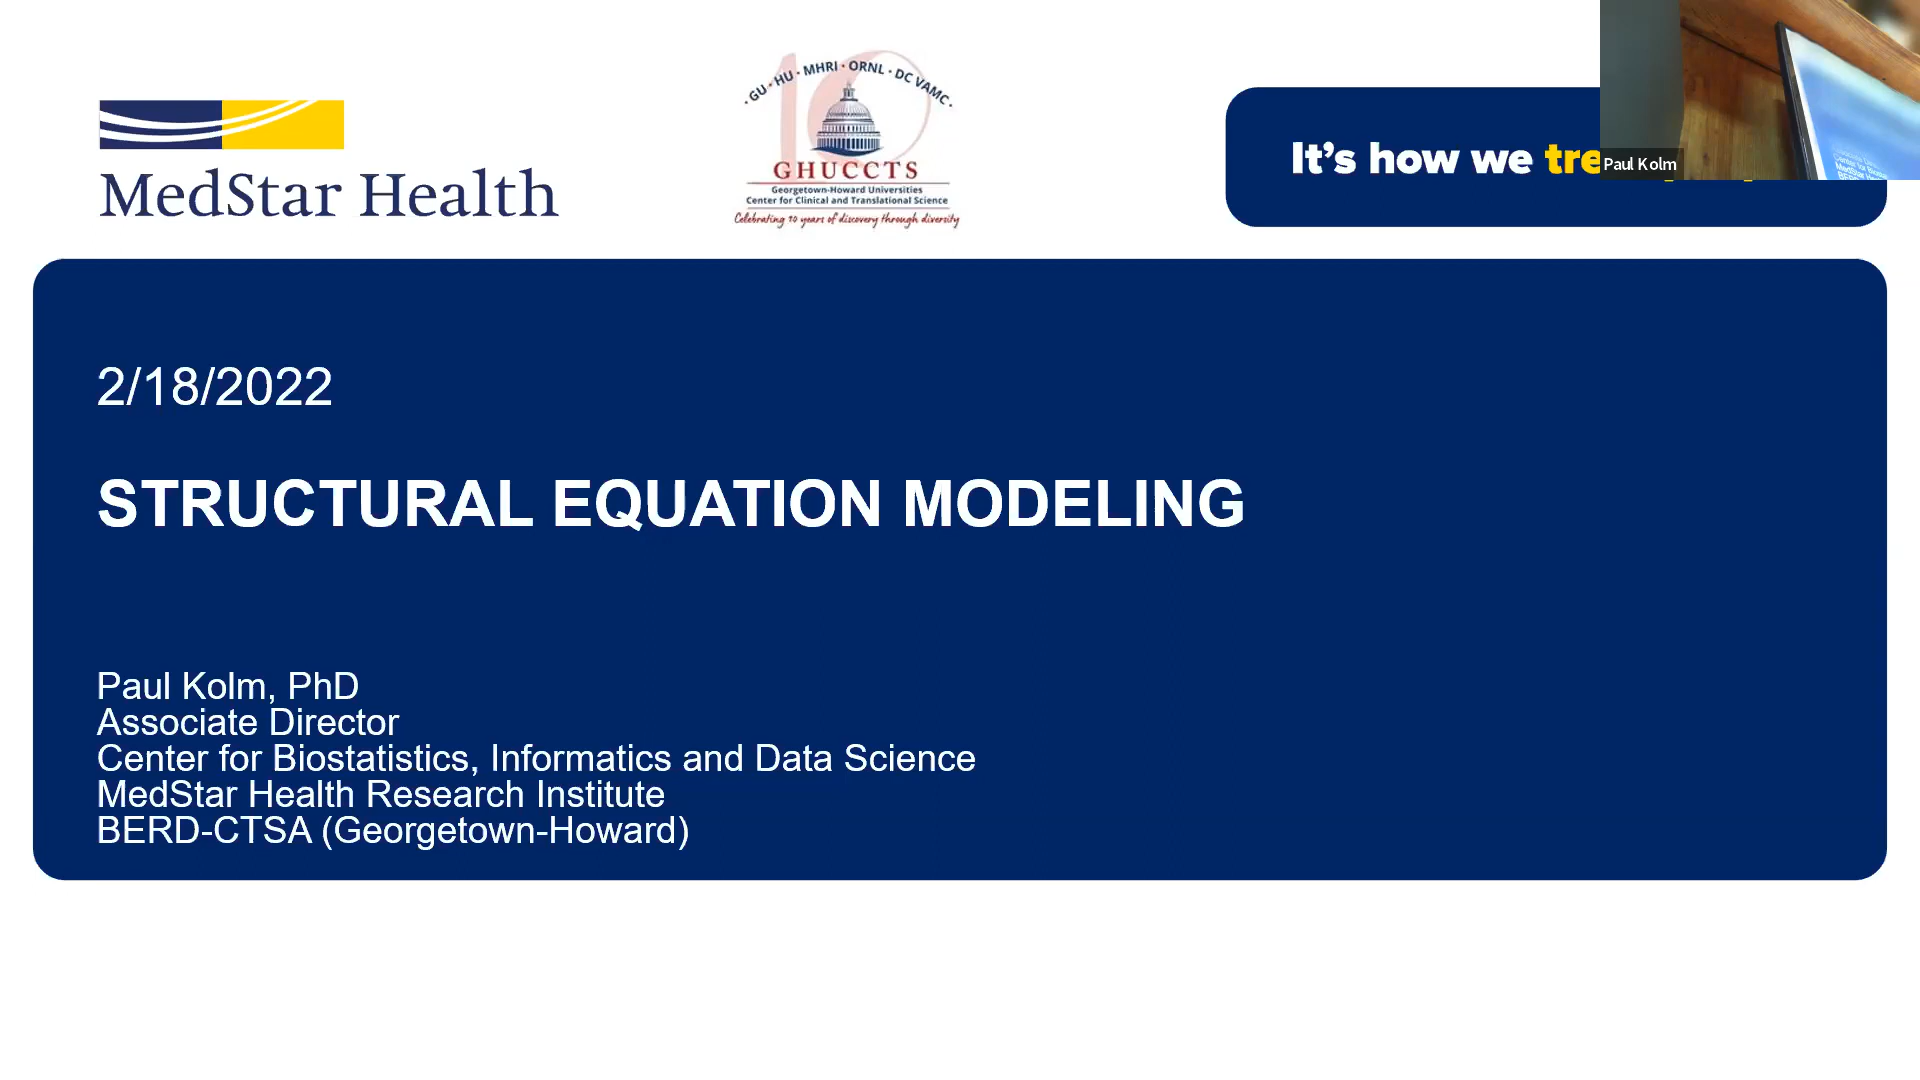 MedStar Health
· GU · HU · MHRI · ORNL · DC VAMC ·
10
GHUCCTS
Georgetown-Howard Universities
Center for Clinical and Translational Science
Celebrating 10 years of discovery through diversity
It's how we tre
Paul Kolm
2/18/2022
STRUCTURAL EQUATION MODELING
Paul Kolm, PhD
Associate Director
Center for Biostatistics, Informatics and Data Science
MedStar Health Research Institute
BERD-CTSA (Georgetown-Howard)